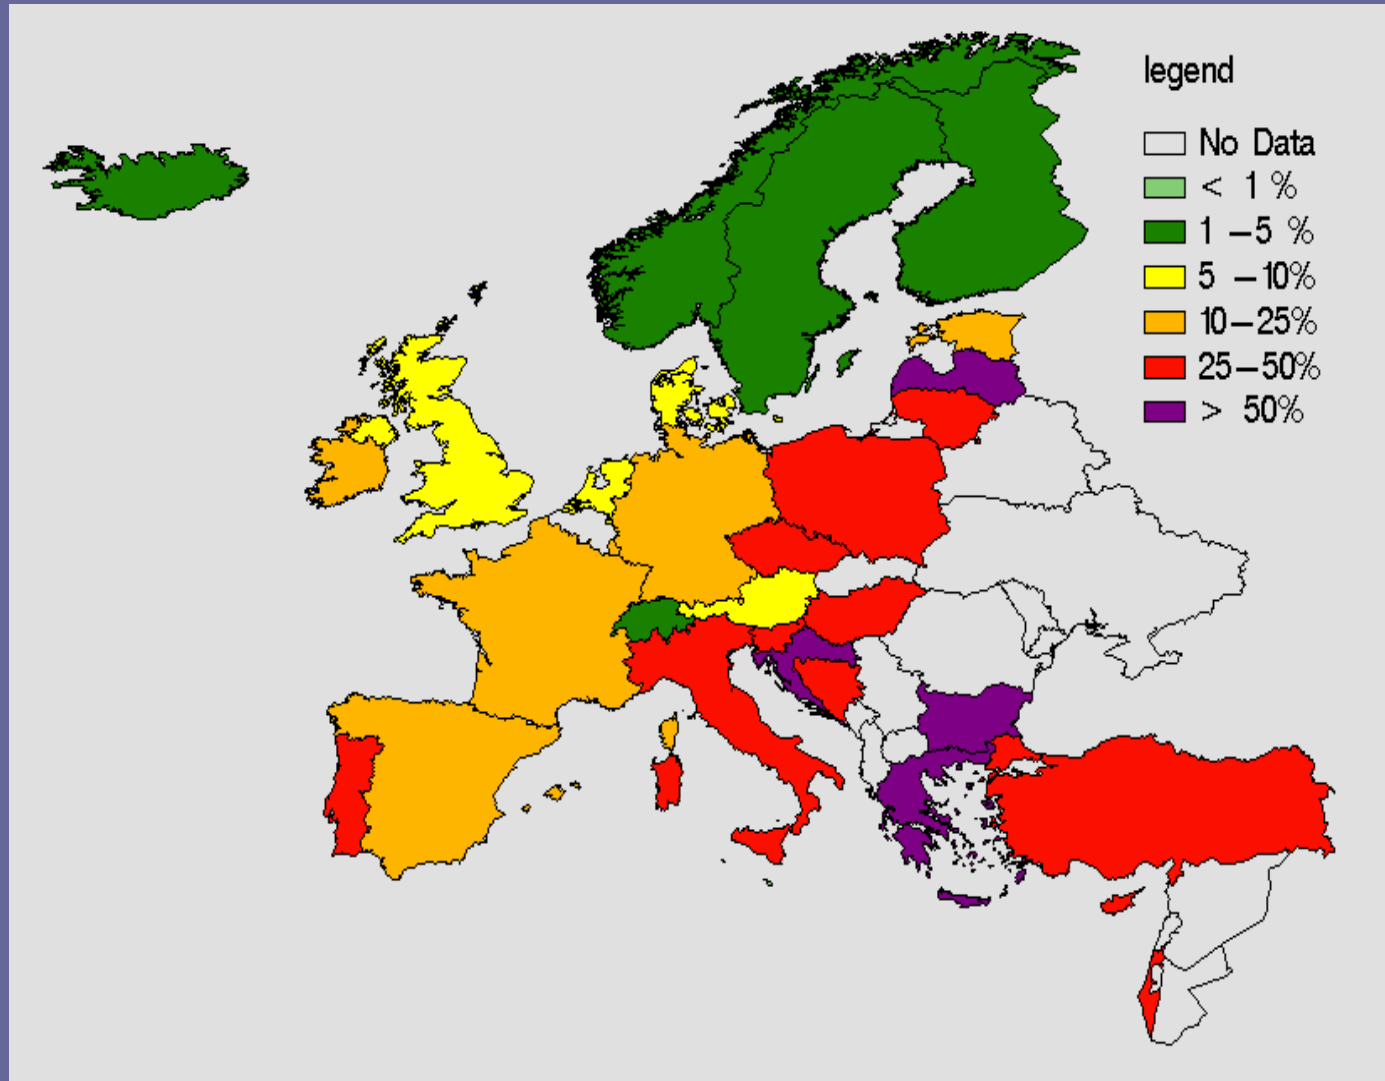 legend
No Data
< 1 %
1 –5 %
5 –10%
10–25%
25–50%
> 50%